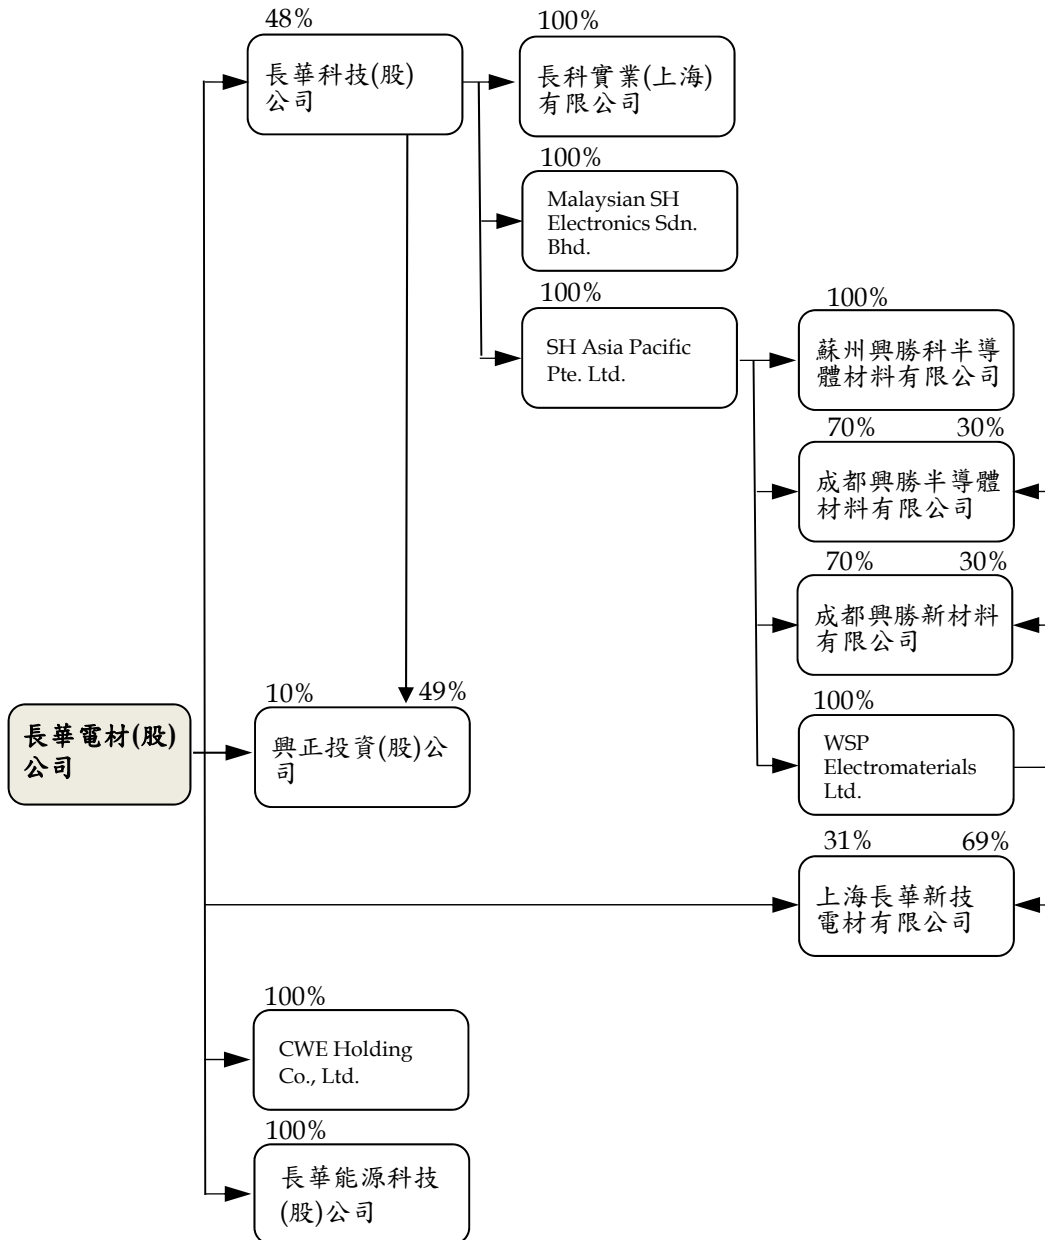 48%
長華科技(股)
公司
100%
長科實業(上海)
有限公司
100%
Malaysian SH
Electronics Sdn.
Bhd.
100%
SH Asia Pacific
Pte. Ltd.
100%
蘇州興勝科半導
體材料有限公司
70% 30%
成都興勝半導體
材料有限公司
70% 30%
成都興勝新材料
有限公司
100%
WSP
Electromaterials
Ltd.
長華電材(股)
公司
10% 49%
興正投資(股)公
司
31% 69%
上海長華新技
電材有限公司
100%
CWE Holding
Co., Ltd.
100%
長華能源科技
(股)公司